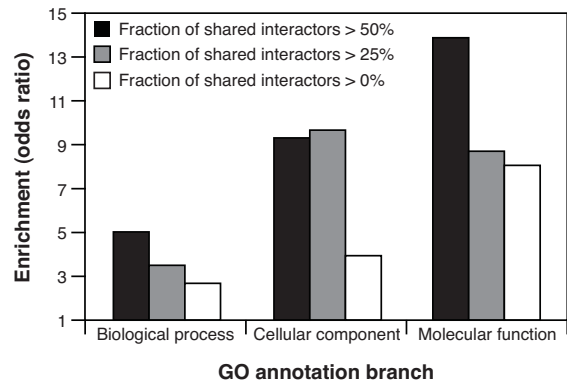 15
13
11
9
7
5
3
1
Enrichment (odds ratio)
Fraction of shared interactors > 50%
Fraction of shared interactors > 25%
Fraction of shared interactors > 0%
Biological process
Cellular component
Molecular function
GO annotation branch